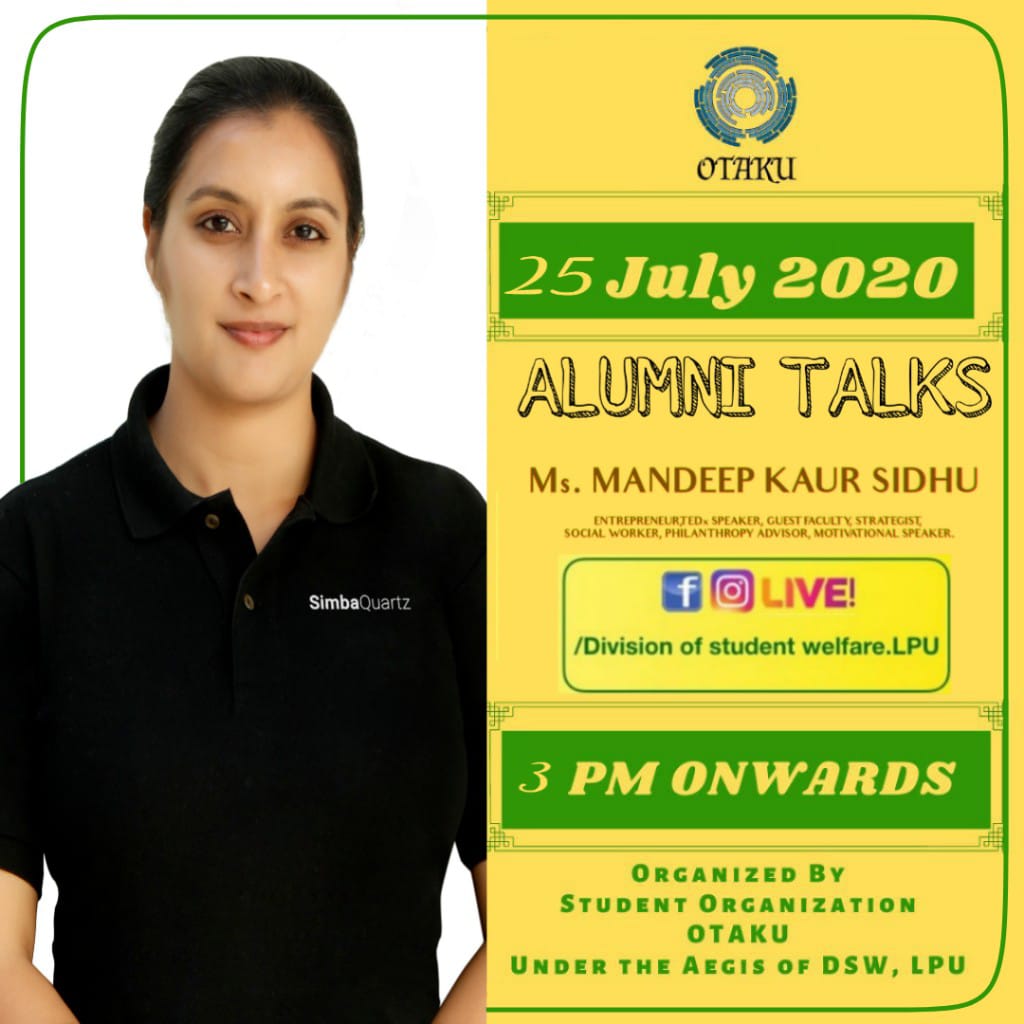 OTAKU
25 July 2020
ALUMNI TALKS
Ms. MANDEEP KAUR SIDHU
ENTREPRENEUR,TEDx SPEAKER, GUEST FACULTY, STRATEGIST,
SOCIAL WORKER, PHILANTHROPY ADVISOR, MOTIVATIONAL SPEAKER.
LIVE!
/Division of student welfare.LPU
SimbaQuartz
3 PM ONWARDS
ORGANIZED BY
STUDENT ORGANIZATION
OTAKU
UNDER THE AEGIS OF DSW, LPU